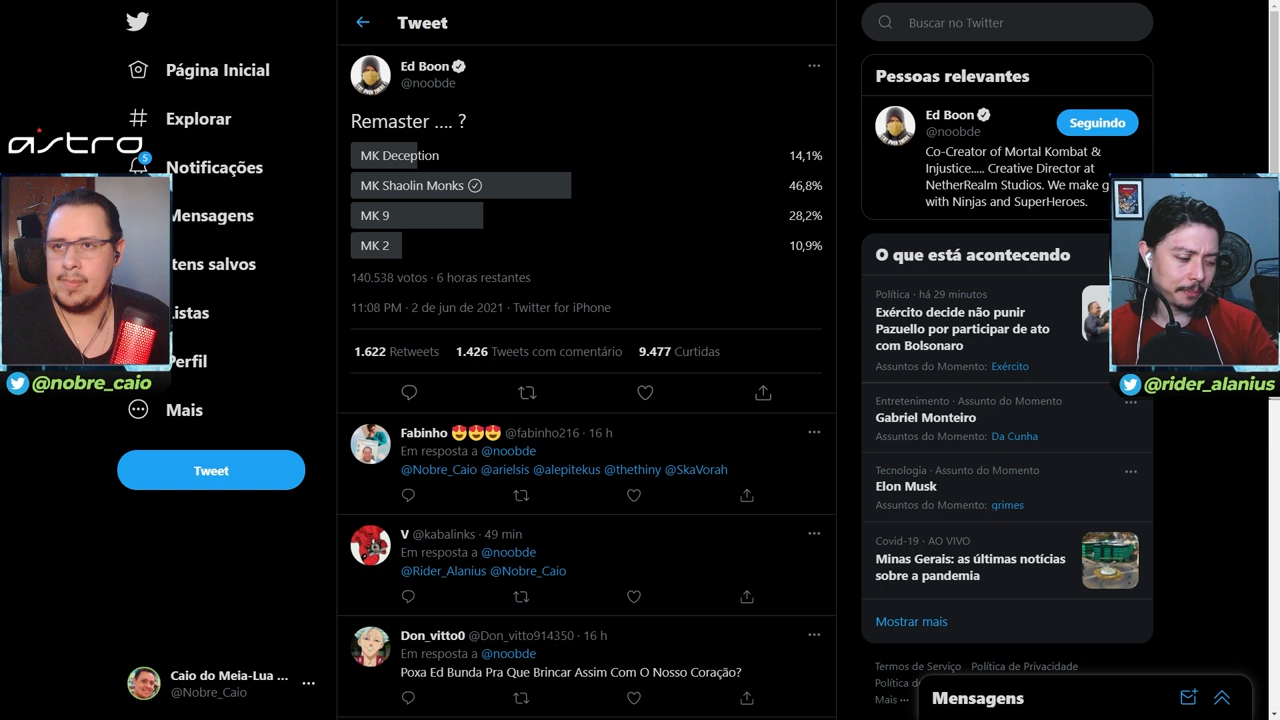 Página Inicial
Explorar
astro
5
Notificações
Mensagens
tens salvos
istas
Perfil
@nobre_caio
Mais
Tweet
Caio do Meia-Lua ...
@Nobre_Caio
Tweet
Ed Boon
@noobde
Remaster .... ?
MK Deception 14,1%
MK Shaolin Monks 46,8%
MK 9 28,2%
MK 2 10,9%
140.538 votos · 6 horas restantes
11:08 PM · 2 de jun de 2021 · Twitter for iPhone
1.622 Retweets 1.426 Tweets com comentário 9.477 Curtidas
Fabinho 😍😍😍 @fabinho216 · 16 h
Em resposta a @noobde
@Nobre_Caio @arielsis @alepitekus @thethiny @SkaVorah
V @kabalinks · 49 min
Em resposta a @noobde
@Rider_Alanius @Nobre_Caio
Don_vitto0 @Don_vitto914350 · 16 h
Em resposta a @noobde
Poxa Ed Bunda Pra Que Brincar Assim Com O Nosso Coração?
Buscar no Twitter
Pessoas relevantes
Ed Boon
@noobde
Seguindo
Co-Creator of Mortal Kombat &
Injustice..... Creative Director at
NetherRealm Studios. We make g
with Ninjas and SuperHeroes.
O que está acontecendo
Política · há 29 minutos
Exército decide não punir
Pazuello por participar de ato
com Bolsonaro
Assuntos do Momento: Exército
@rider_alanius
Entretenimento · Assunto do Momento
Gabriel Monteiro
Assuntos do Momento: Da Cunha
Tecnologia · Assunto do Momento
Elon Musk
Assuntos do Momento: grimes
Covid-19 · AO VIVO
Minas Gerais: as últimas notícias
sobre a pandemia
Mostrar mais
Termos de Serviço Política de Privacidade
Política d
Mais ···
Mensagens